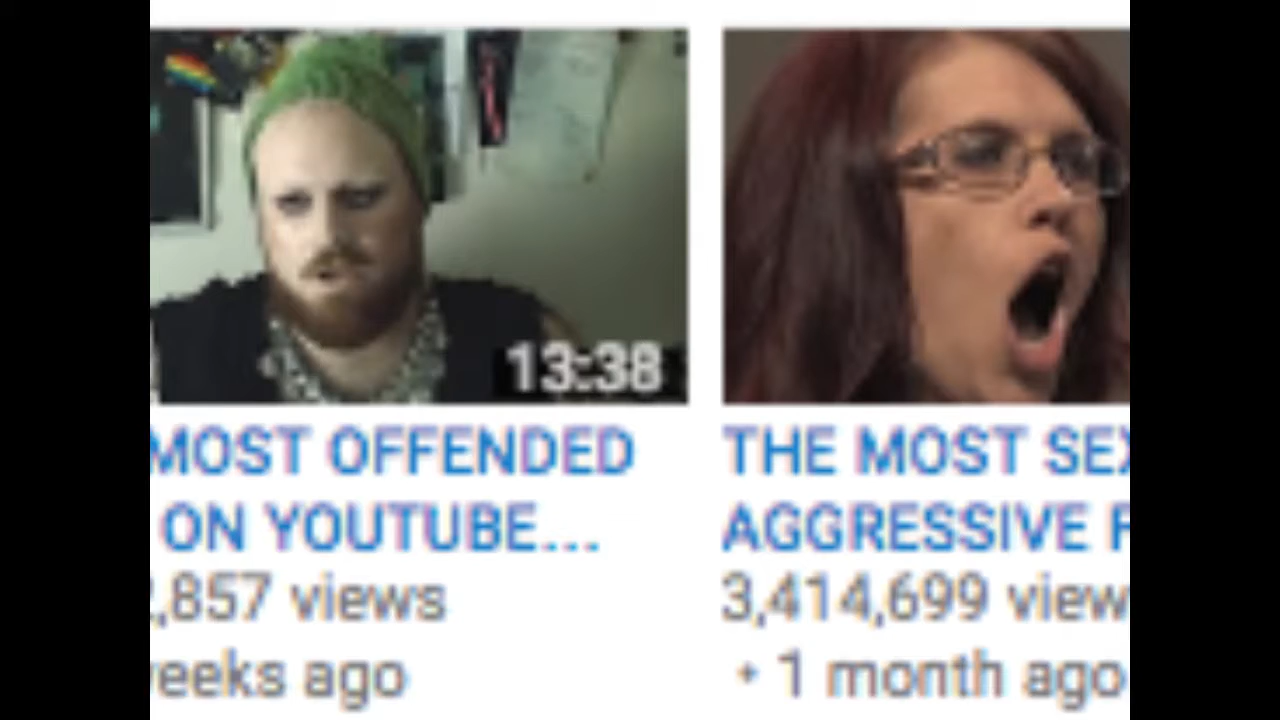 13:38
MOST OFFENDED
ON YOUTUBE...
,857 views
eeks ago
THE MOST SEX
AGGRESSIVE F
3,414,699 view
• 1 month ago